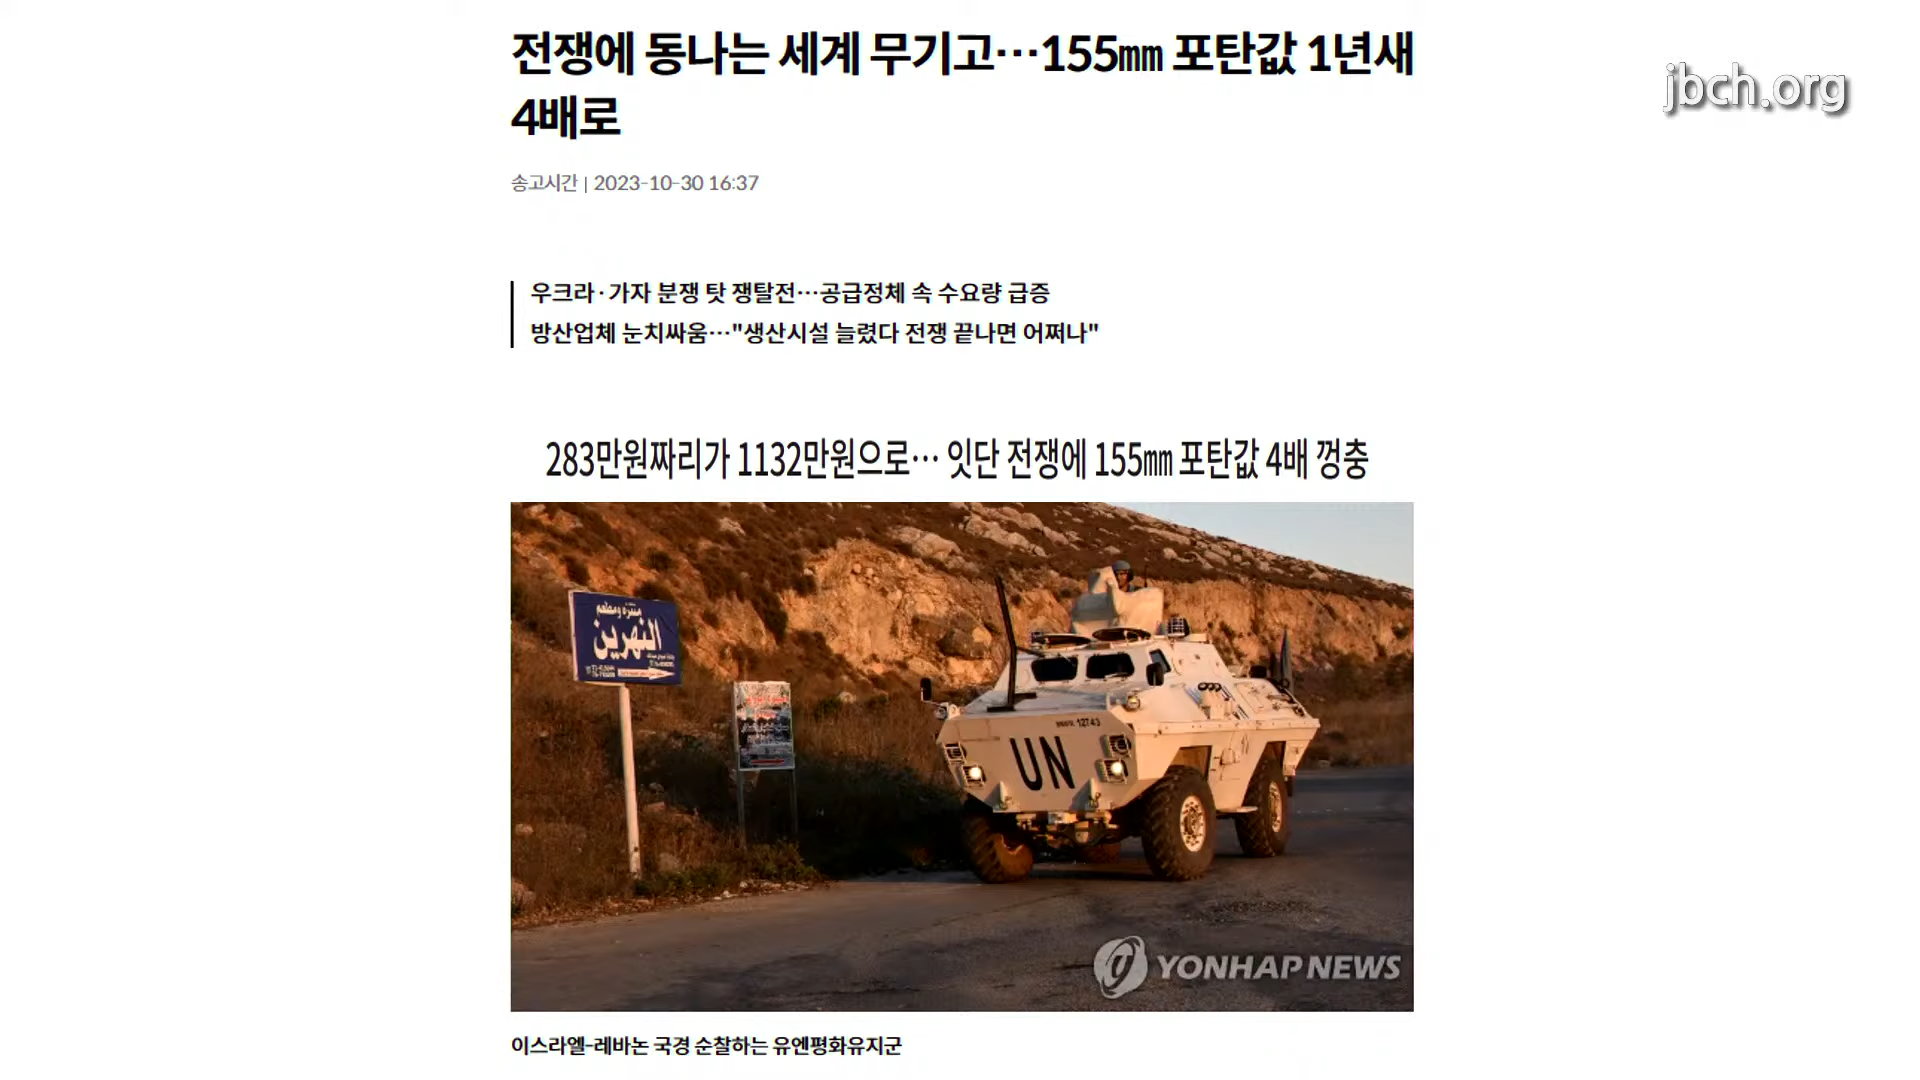 전쟁에 동나는 세계 무기고…155㎜ 포탄값 1년새
4배로
jbch.org
송고시간 | 2023-10-30 16:37
우크라·가자 분쟁 탓 쟁탈전…공급정체 속 수요량 급증
방산업체 눈치싸움…"생산시설 늘렸다 전쟁 끝나면 어쩌나"
283만원짜리가 1132만원으로… 잇단 전쟁에 155㎜ 포탄값 4배 껑충
النهرين
12743
UN
YONHAP NEWS
이스라엘-레바논 국경 순찰하는 유엔평화유지군